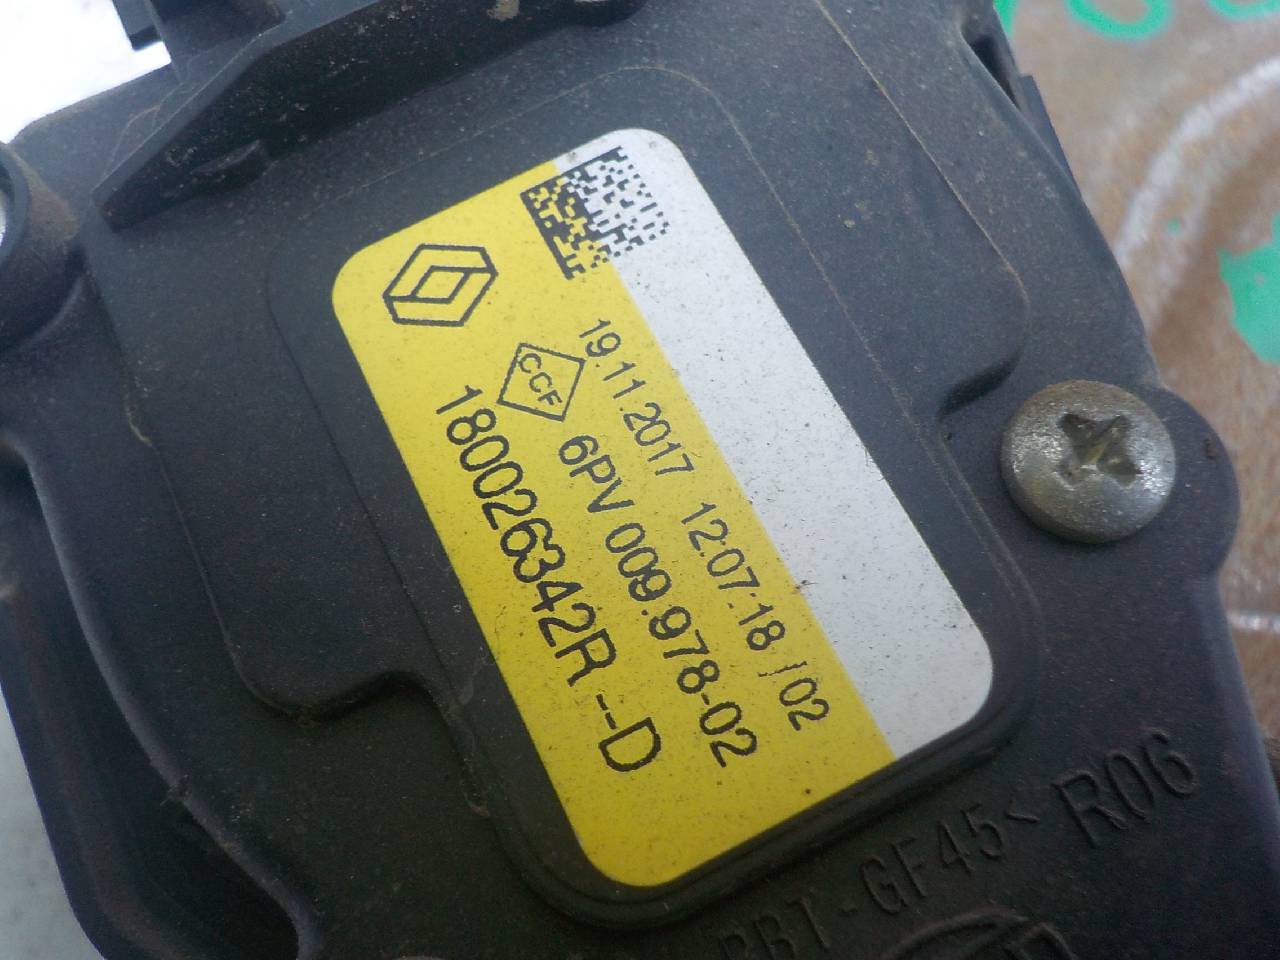 19.11.2017 12:07:18 / 02
CCF 6PV 009.978-02
180026342R --D
PBT - GF45< R06